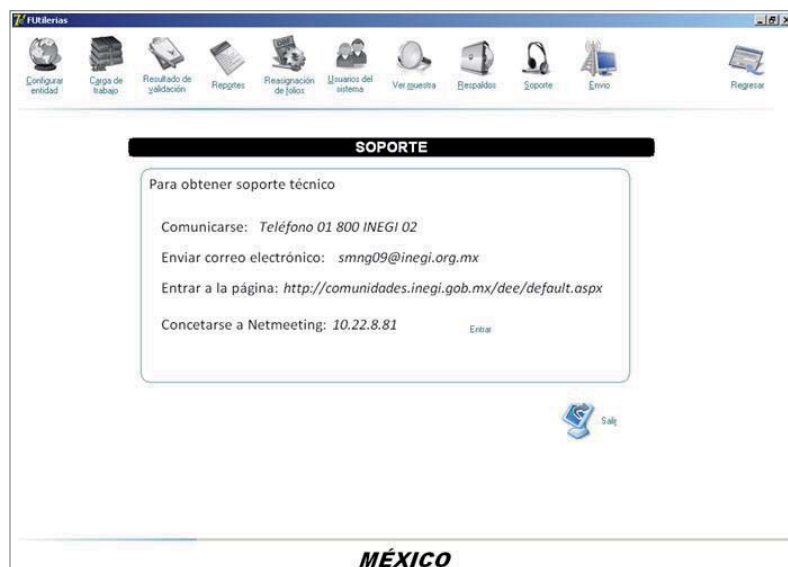 FUtilerias
Configurar entidad
Carga de trabajo
Resultado de validación
Reportes
Reasignación de folios
Usuarios del sistema
Ver muestra
Respaldos
Soporte
Envio
Regresar
SOPORTE
Para obtener soporte técnico
Comunicarse: Teléfono 01 800 INEGI 02
Enviar correo electrónico: smng09@inegi.org.mx
Entrar a la página: http://comunidades.inegi.gob.mx/dee/default.aspx
Concetarse a Netmeeting: 10.22.8.81 Entrar
Salir
MÉXICO